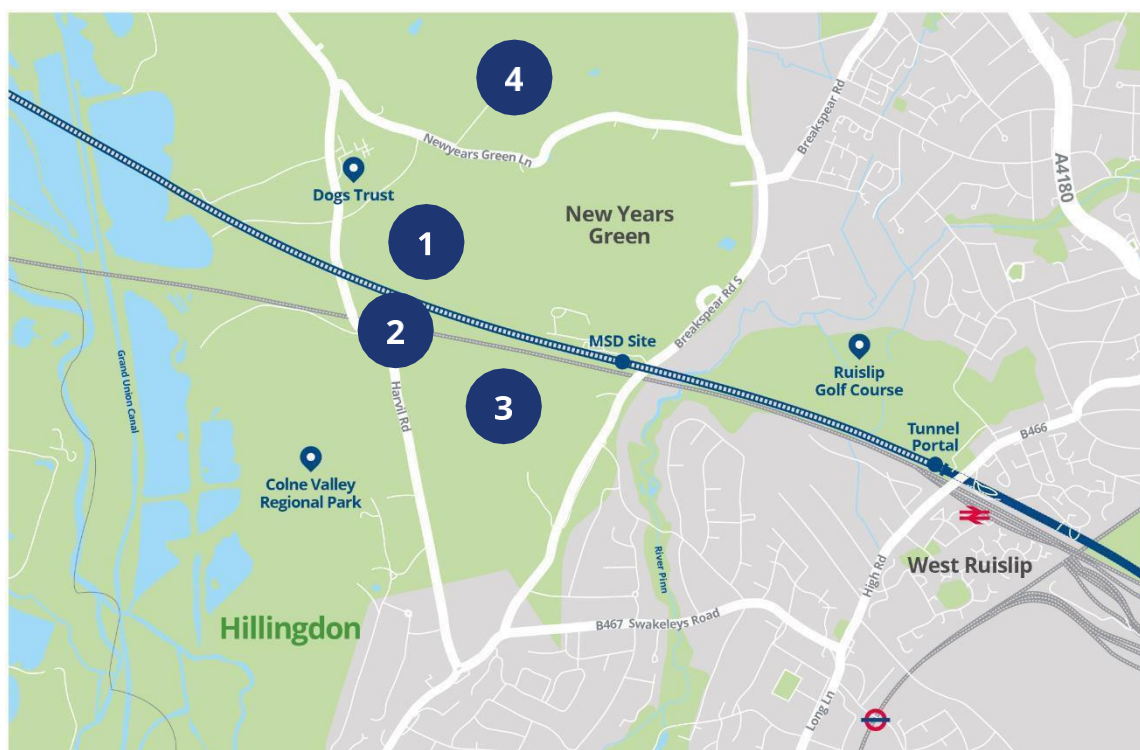 4
Breakspear Rd
Newyears Green Ln
A4180
Dogs Trust
New Years
Green
1
Breakspear Rd S
2
MSD Site
Grand Union Canal
Ruislip
Golf Course
Harvil Rd
3
Tunnel
Portal
B466
Colne Valley
Regional Park
River Pinn
High Rd
West Ruislip
Hillingdon
B467 Swakeleys Road
Long Ln